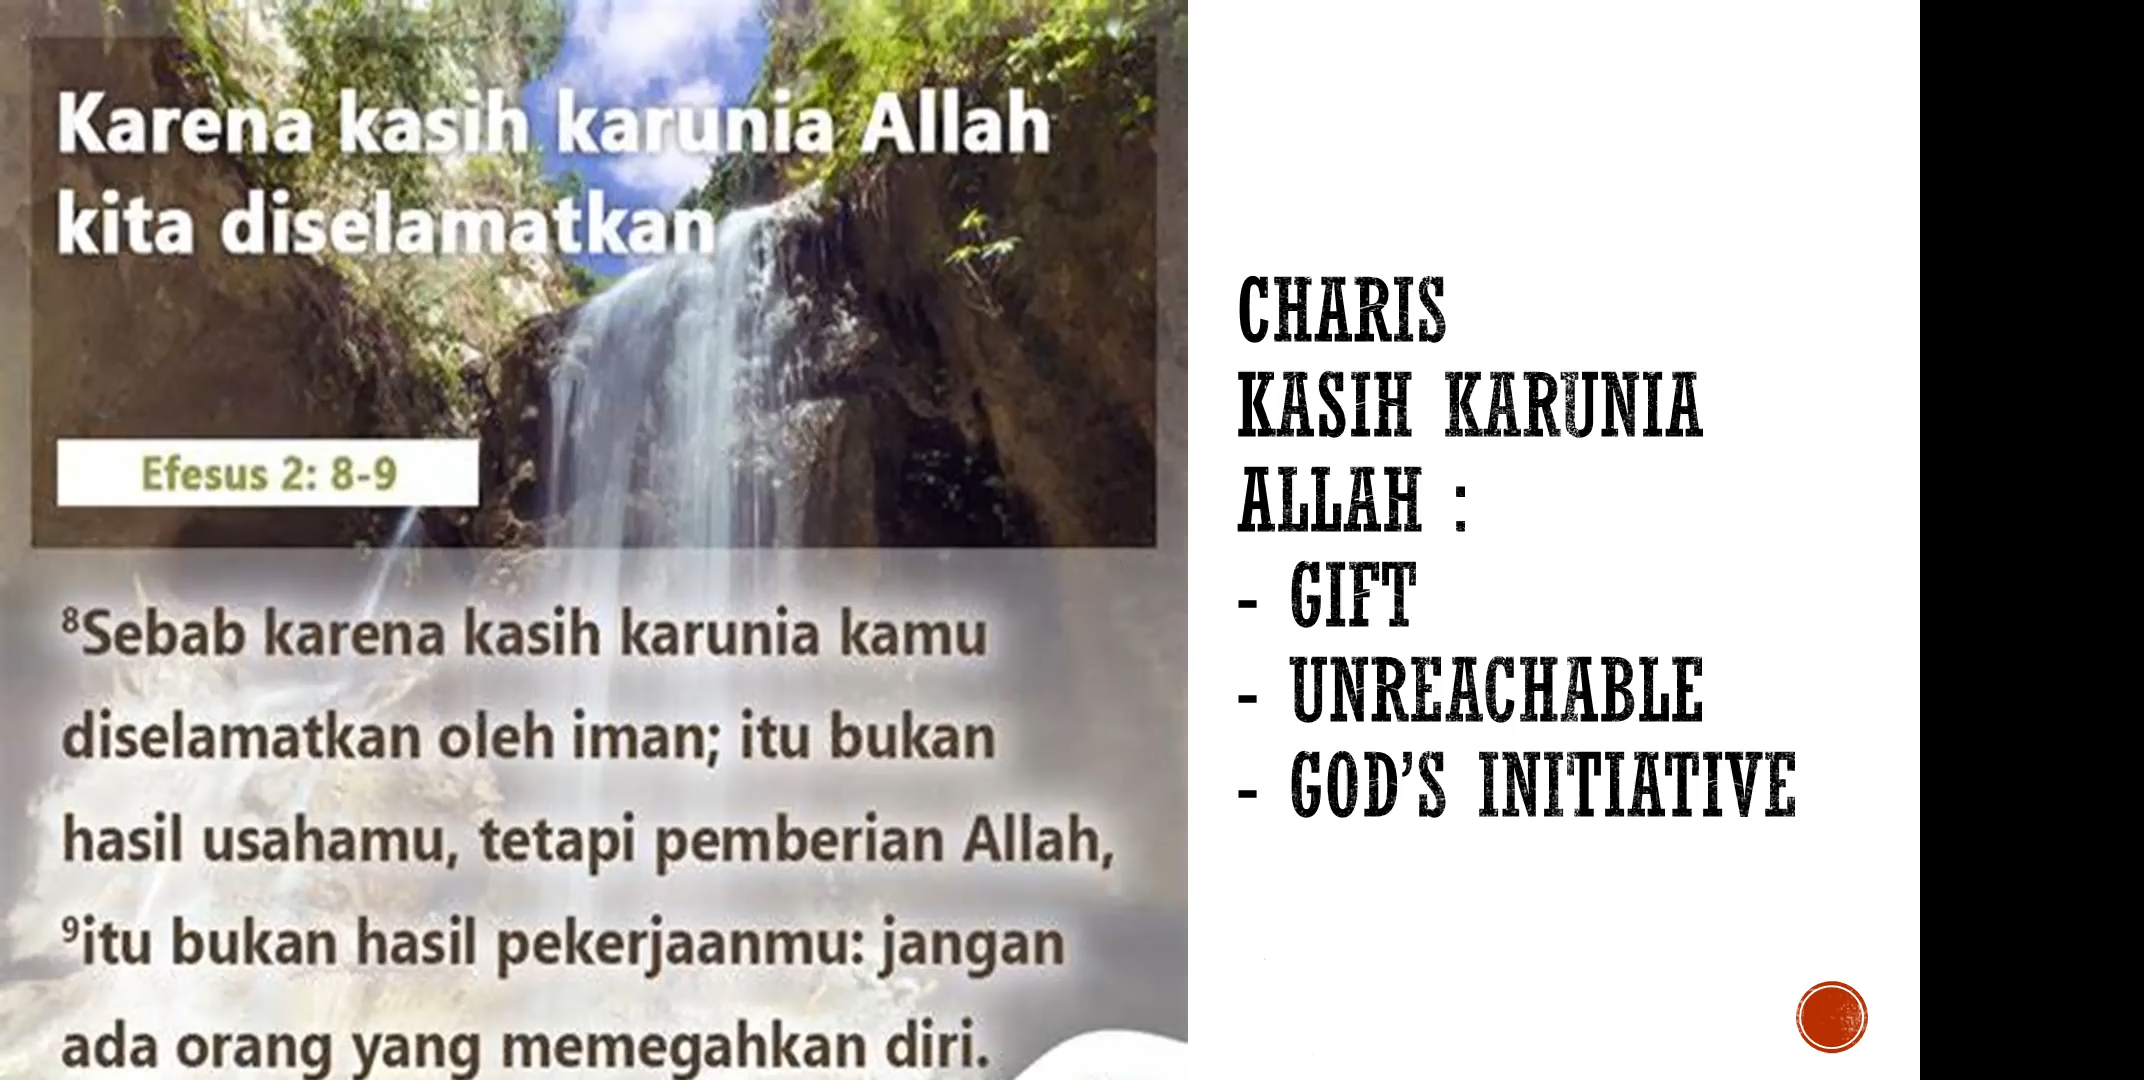 Karena kasih karunia Allah
kita diselamatkan
Efesus 2: 8-9
⁸Sebab karena kasih karunia kamu
diselamatkan oleh iman; itu bukan
hasil usahamu, tetapi pemberian Allah,
⁹itu bukan hasil pekerjaanmu: jangan
ada orang yang memegahkan diri.
CHARIS
KASIH KARUNIA
ALLAH :
- GIFT
- UNREACHABLE
- GOD'S INITIATIVE